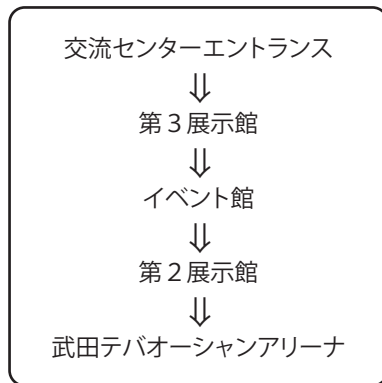 交流センターエントランス
⇓
第3展示館
⇓
イベント館
⇓
第2展示館
⇓
武田テバオーシャンアリーナ